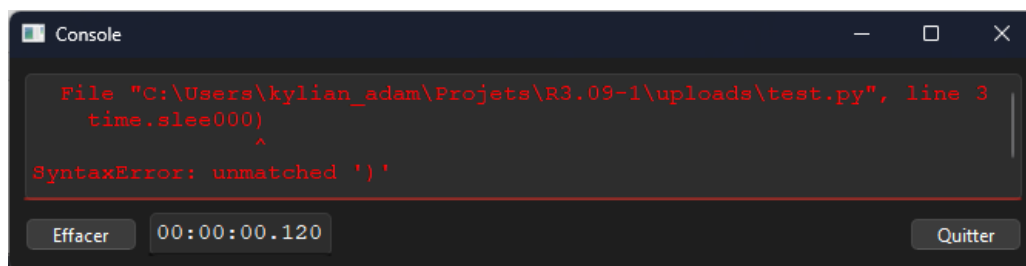 Console
File "C:\Users\kylian_adam\Projets\R3.09-1\uploads\test.py", line 3
time.slee000)
^
SyntaxError: unmatched ')'
Effacer
00:00:00.120
Quitter